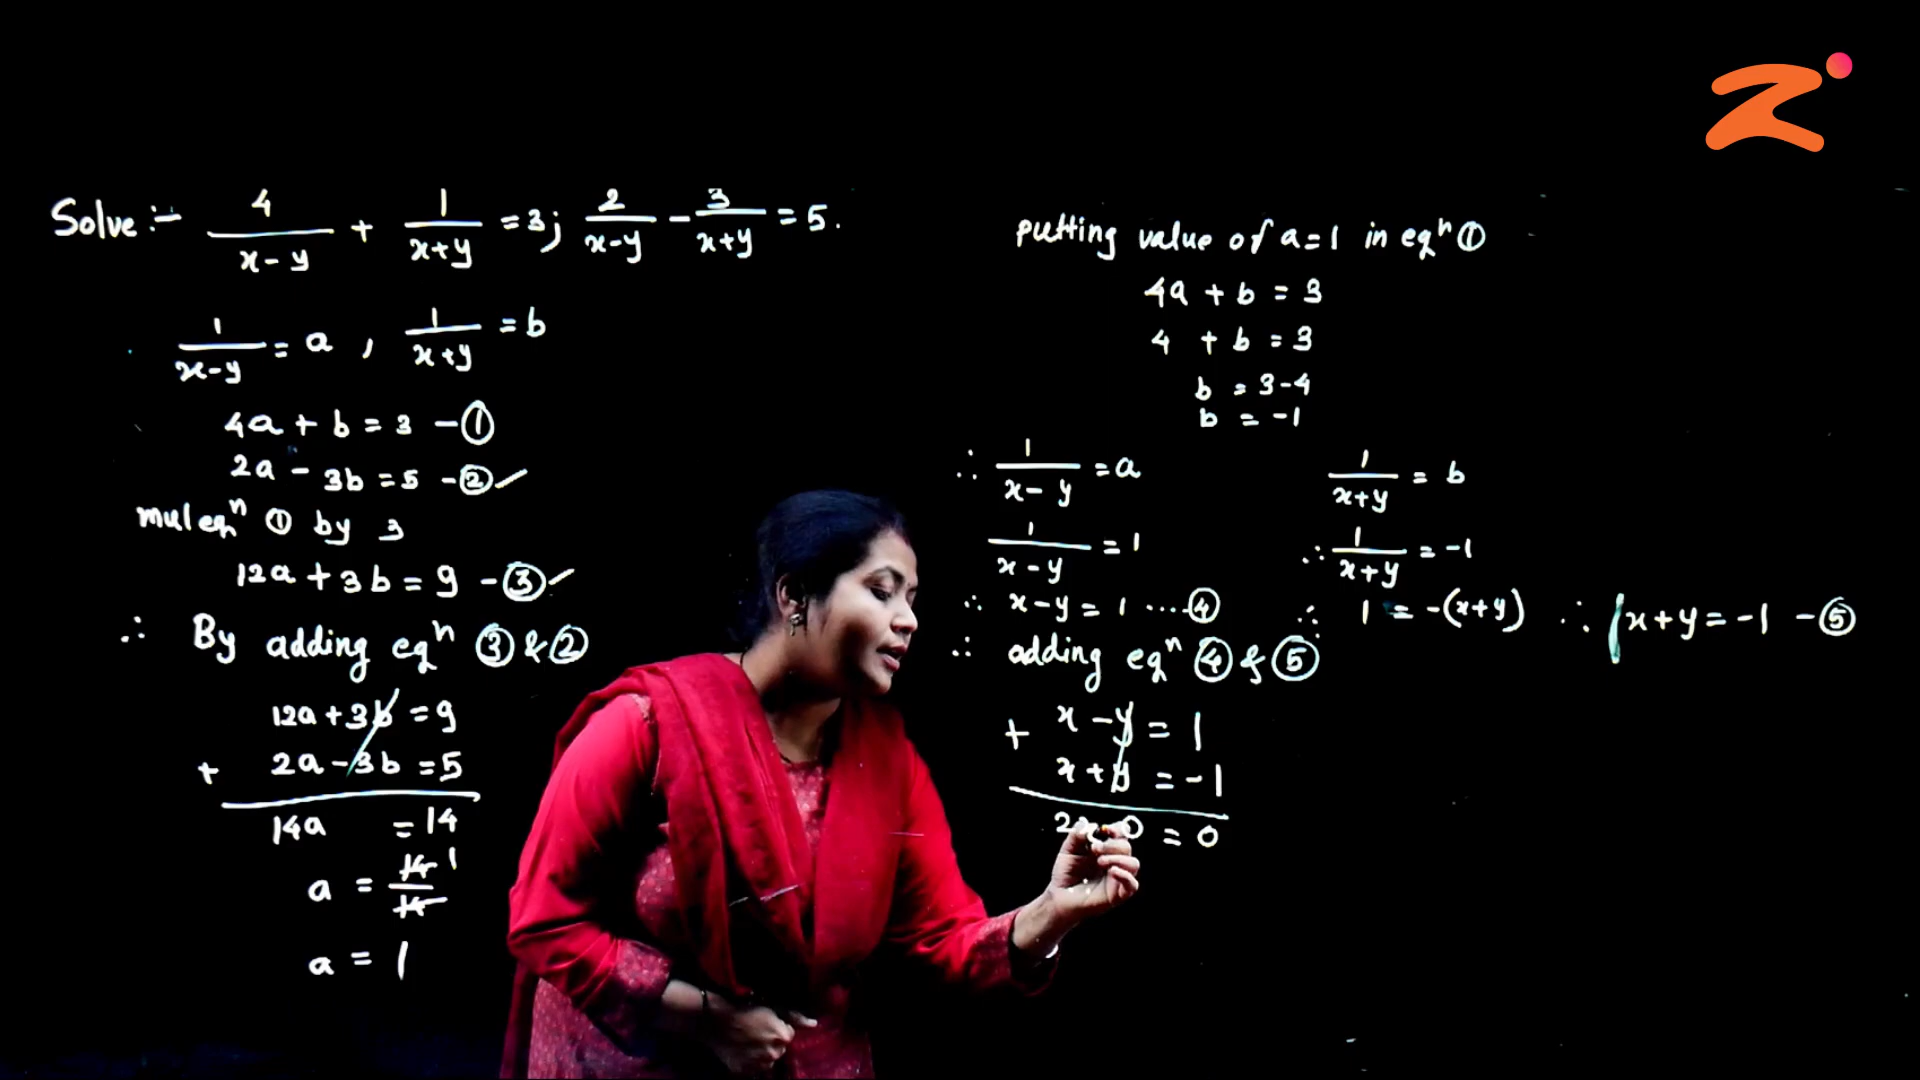 Solve :- 4/(x-y) + 1/(x+y) = 3; 2/(x-y) - 3/(x+y) = 5.
1/(x-y) = a , 1/(x+y) = b
4a + b = 3 - ①
2a - 3b = 5 - ② ✓
mul eqⁿ ① by 3
12a + 3b = 9 - ③ ✓
∴ By adding eqⁿ ③ & ②
12a + 3b = 9
+ 2a - 3b = 5
14a = 14
a = 14/14 1
a = 1
putting value of a=1 in eqⁿ ①
4a + b = 3
4 + b = 3
b = 3-4
b = -1
∴ 1/(x-y) = a
1/(x-y) = 1
∴ x-y = 1 ....④
1/(x+y) = b
∴ 1/(x+y) = -1
∴ 1 = -(x+y) ∴ x+y = -1 - ⑤
∴ adding eqⁿ ④ & ⑤
+ x - y = 1
x + y = -1
0 = 0